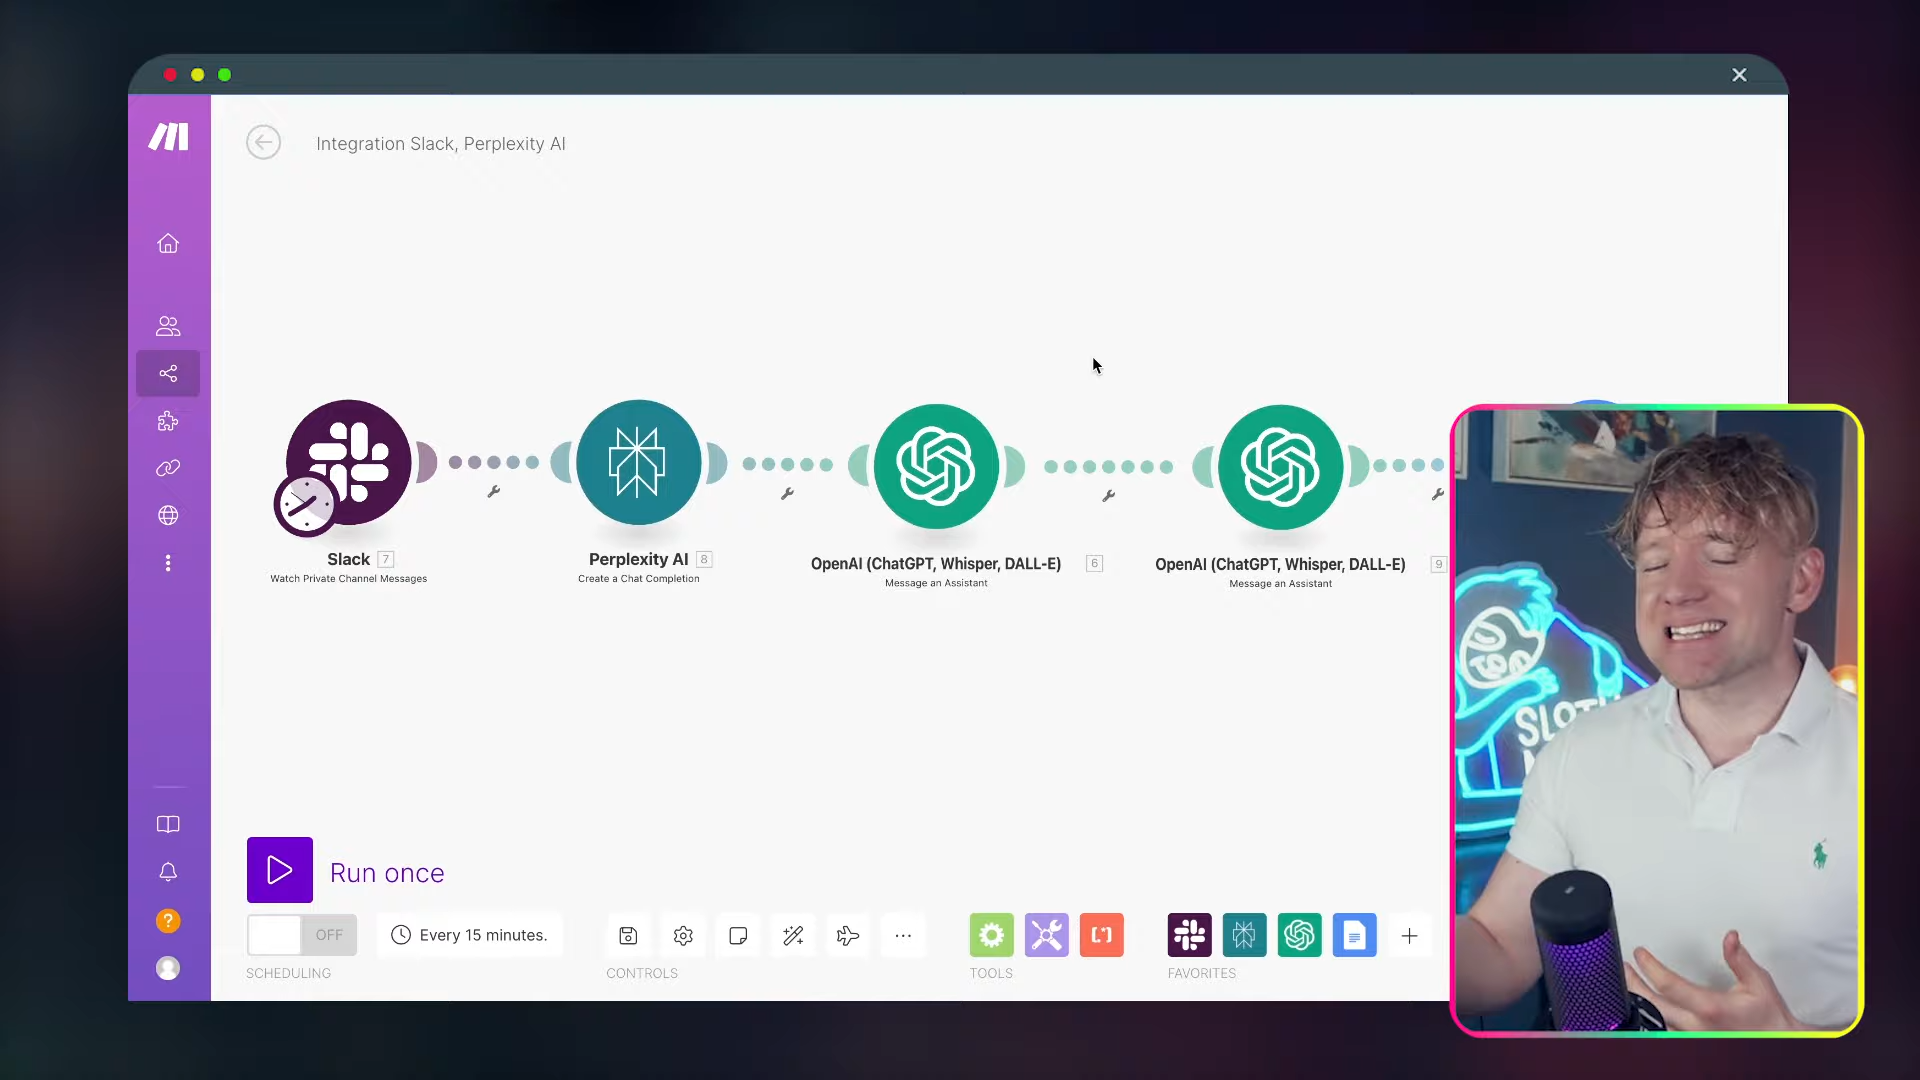 Integration Slack, Perplexity AI
Slack 7
Watch Private Channel Messages
Perplexity AI 8
Create a Chat Completion
OpenAI (ChatGPT, Whisper, DALL-E) 6
Message an Assistant
OpenAI (ChatGPT, Whisper, DALL-E) 9
Message an Assistant
SLOTH
Run once
OFF
Every 15 minutes.
SCHEDULING
CONTROLS
TOOLS
FAVORITES
?
[.*]